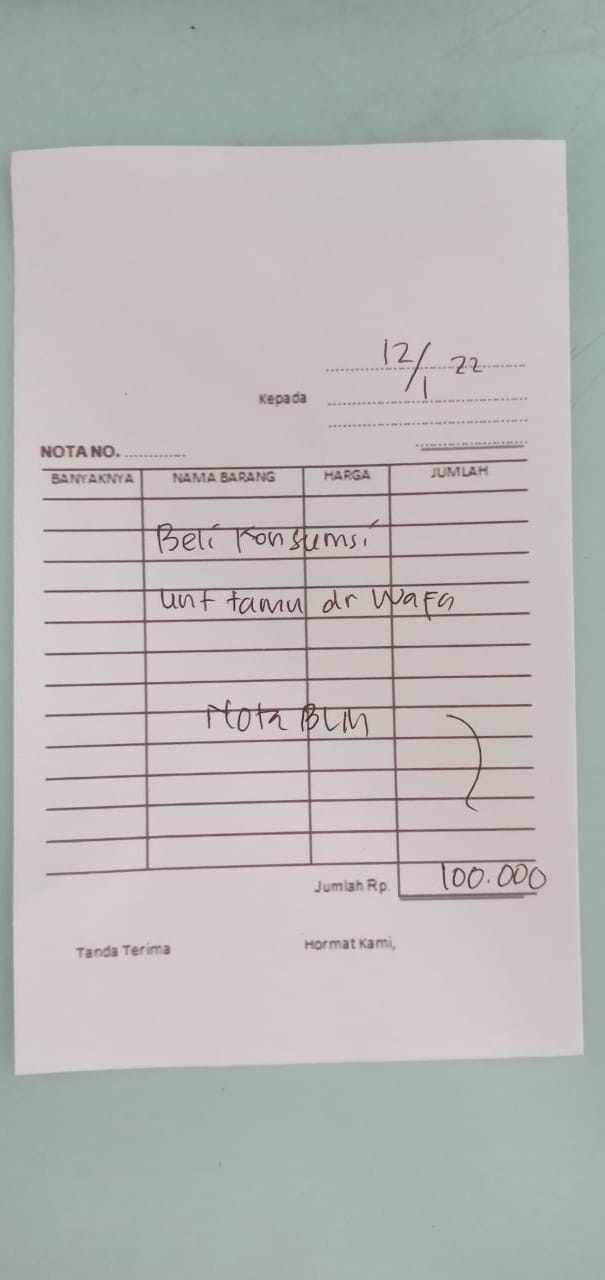 12/1 22
Kepada
NOTA NO.
BANYAKNYA NAMA BARANG HARGA JUMLAH
Beli Konsumsi
unt tamu dr Wafa
Nota BLM
Jumlah Rp. 100.000
Tanda Terima Hormat Kami,